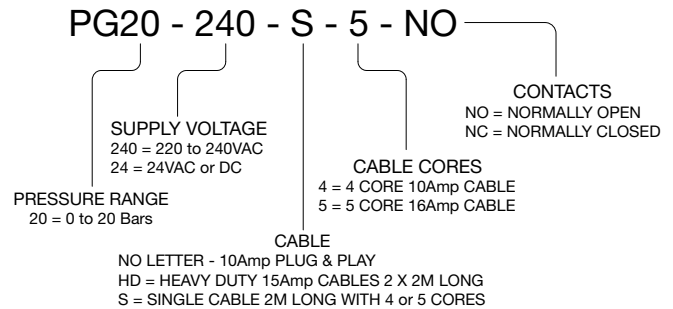 PG20 - 240 - S - 5 - NO
CONTACTS
NO = NORMALLY OPEN
NC = NORMALLY CLOSED
SUPPLY VOLTAGE
240 = 220 to 240VAC
24 = 24VAC or DC
CABLE CORES
4 = 4 CORE 10Amp CABLE
5 = 5 CORE 16Amp CABLE
PRESSURE RANGE
20 = 0 to 20 Bars
CABLE
NO LETTER - 10Amp PLUG & PLAY
HD = HEAVY DUTY 15Amp CABLES 2 X 2M LONG
S = SINGLE CABLE 2M LONG WITH 4 or 5 CORES